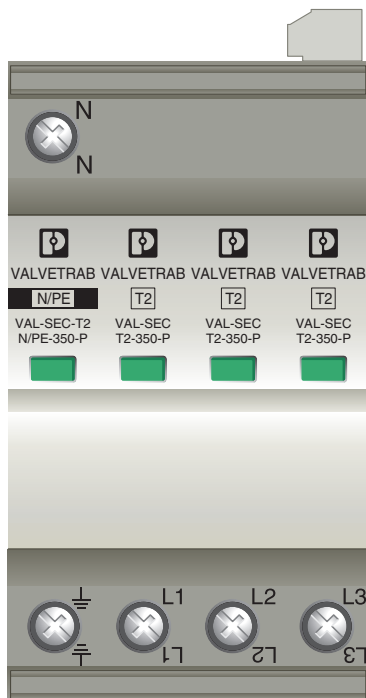 N
N
VALVETRAB VALVETRAB VALVETRAB VALVETRAB
N/PE T2 T2 T2
VAL-SEC-T2 VAL-SEC VAL-SEC VAL-SEC
N/PE-350-P T2-350-P T2-350-P T2-350-P
L1 L2 L3
L1 L2 L3